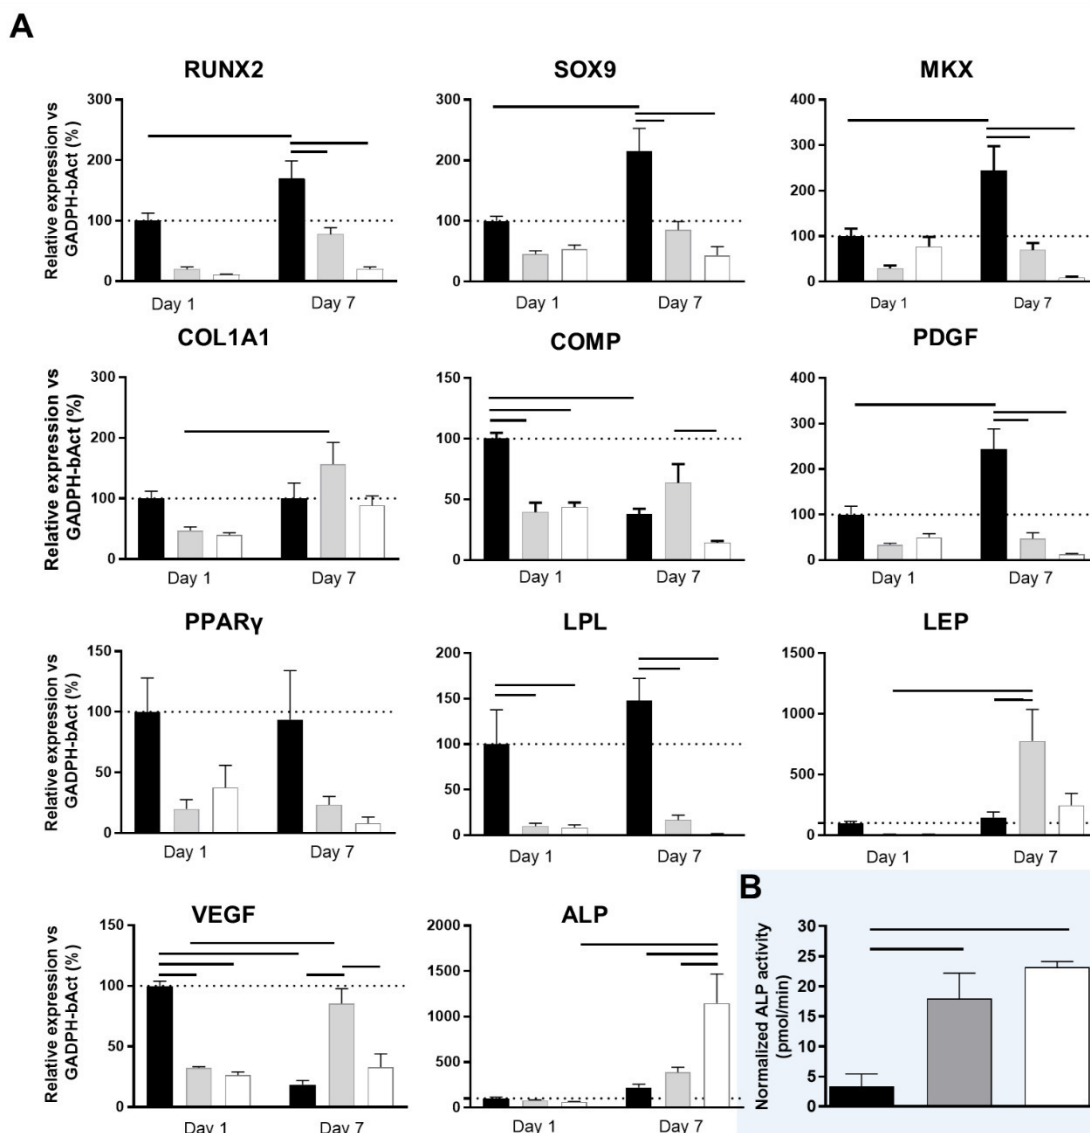 A
RUNX2
Relative expression vs
GADPH-bAct (%)
300
200
100
0
Day 1
Day 7
SOX9
300
200
100
0
Day 1
Day 7
MKX
400
300
200
100
0
Day 1
Day 7
COL1A1
Relative expression vs
GADPH-bAct (%)
300
200
100
0
Day 1
Day 7
COMP
150
100
50
0
Day 1
Day 7
PDGF
400
300
200
100
0
Day 1
Day 7
PPARγ
Relative expression vs
GADPH-bAct (%)
150
100
50
0
Day 1
Day 7
LPL
200
150
100
50
0
Day 1
Day 7
LEP
1500
1000
500
0
Day 1
Day 7
VEGF
Relative expression vs
GADPH-bAct (%)
150
100
50
0
Day 1
Day 7
ALP
2000
1500
1000
500
0
Day 1
Day 7
B
Normalized ALP activity
(pmol/min)
30
25
20
15
10
5
0